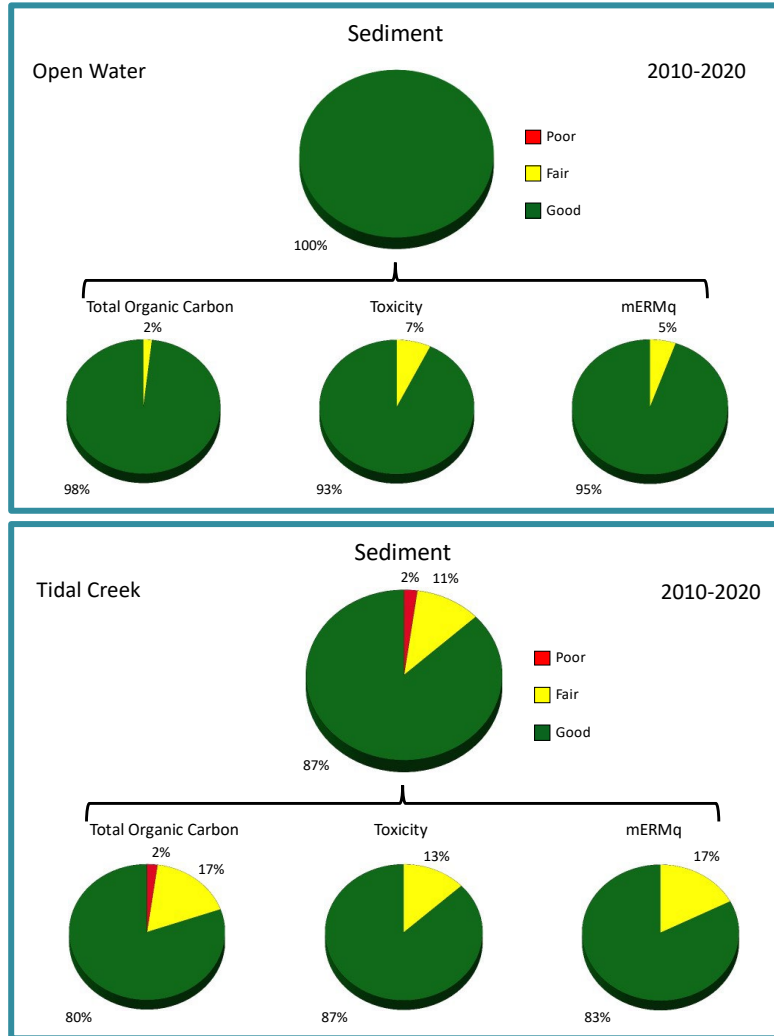 Sediment
Open Water
2010-2020
Poor
Fair
Good
100%
Total Organic Carbon
Toxicity
mERMq
2%
7%
5%
98%
93%
95%
Sediment
Tidal Creek
2010-2020
2%
11%
Poor
Fair
Good
87%
Total Organic Carbon
Toxicity
mERMq
2%
17%
13%
17%
80%
87%
83%